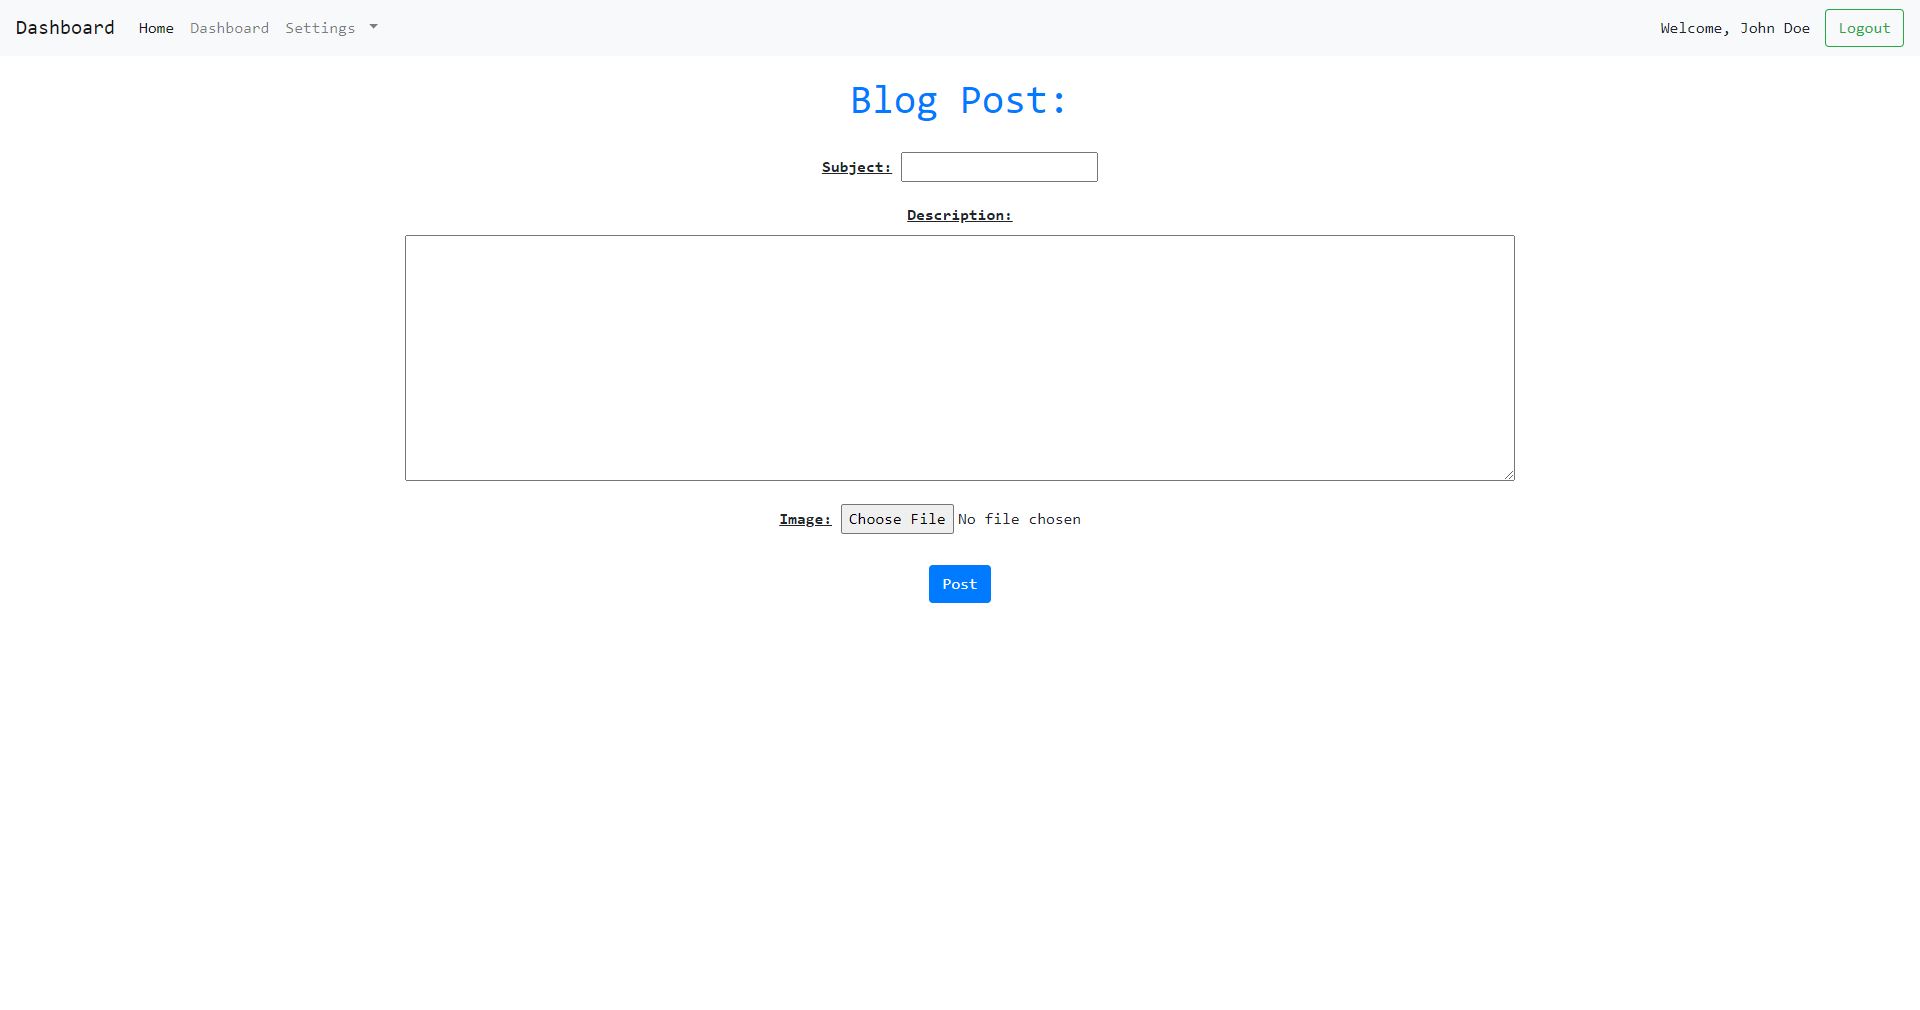 Dashboard Home Dashboard Settings Welcome, John Doe Logout
Blog Post:
Subject:
Description:
Image: Choose File No file chosen
Post